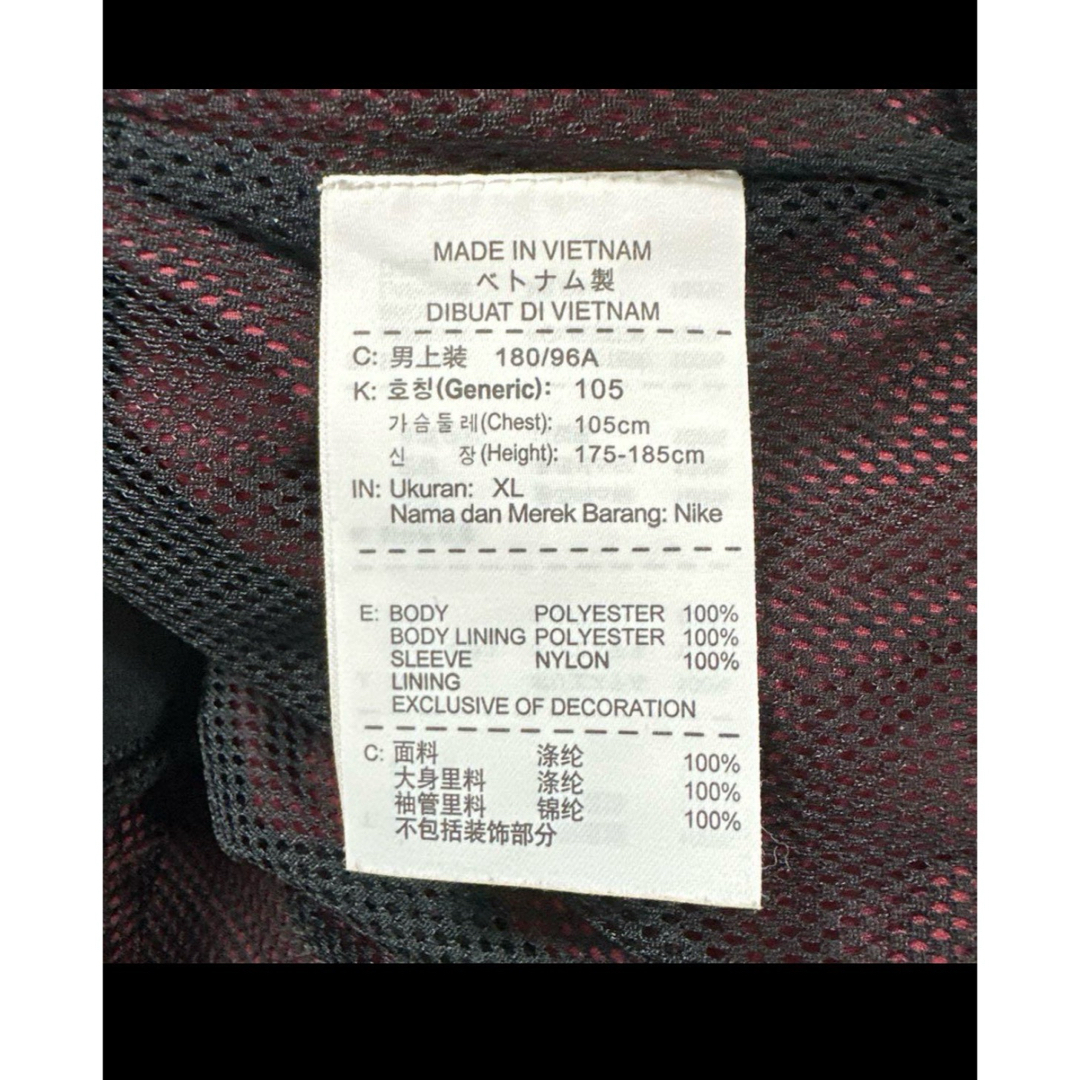 MADE IN VIETNAM
ベトナム製
DIBUAT DI VIETNAM
C: 男上装 180/96A
K: 호칭(Generic): 105
가슴둘레(Chest): 105cm
신 장(Height): 175-185cm
IN: Ukuran: XL
Nama dan Merek Barang: Nike
E: BODY POLYESTER 100%
BODY LINING POLYESTER 100%
SLEEVE NYLON 100%
LINING
EXCLUSIVE OF DECORATION
C: 面料 涤纶 100%
大身里料 涤纶 100%
袖管里料 锦纶 100%
不包括装饰部分